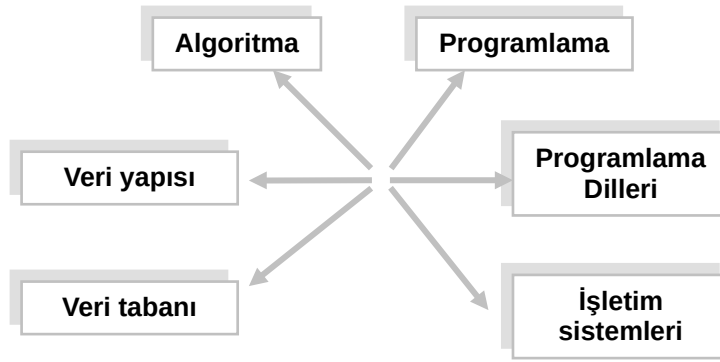 Algoritma
Programlama
Veri yapısı
Programlama
Dilleri
Veri tabanı
İşletim
sistemleri